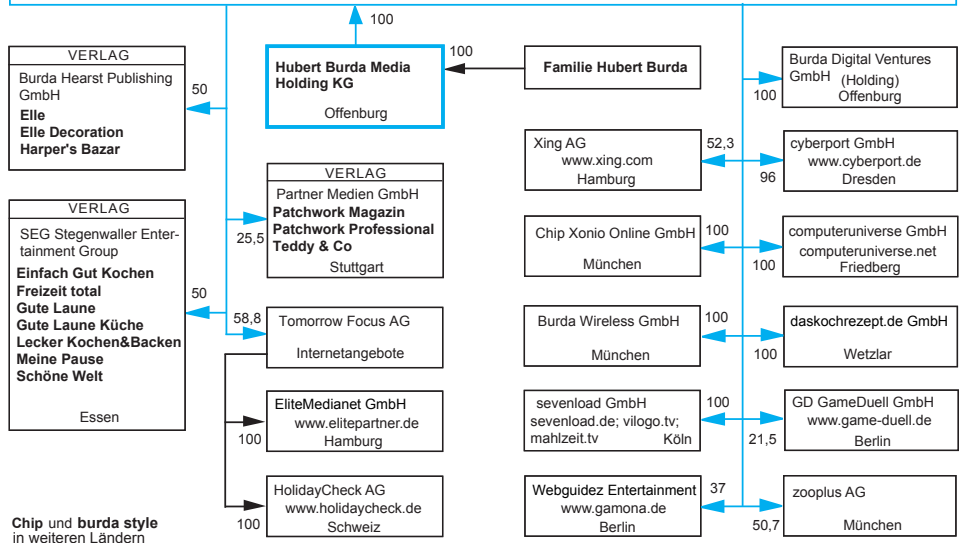 100
VERLAG
Burda Hearst Publishing
GmbH
Elle
Elle Decoration
Harper's Bazar
50
Hubert Burda Media
Holding KG
Offenburg
100
Familie Hubert Burda
Burda Digital Ventures
GmbH (Holding)
Offenburg
100
VERLAG
SEG Stegenwaller Enter-
tainment Group
Einfach Gut Kochen
Freizeit total
Gute Laune
Gute Laune Küche
Lecker Kochen&Backen
Meine Pause
Schöne Welt
Essen
50
VERLAG
Partner Medien GmbH
Patchwork Magazin
Patchwork Professional
Teddy & Co
Stuttgart
25,5
58,8
Tomorrow Focus AG
Internetangebote
EliteMedianet GmbH
www.elitepartner.de
Hamburg
100
HolidayCheck AG
www.holidaycheck.de
Schweiz
100
Xing AG
www.xing.com
Hamburg
52,3
cyberport GmbH
www.cyberport.de
Dresden
96
Chip Xonio Online GmbH
München
100
computeruniverse GmbH
computeruniverse.net
Friedberg
100
Burda Wireless GmbH
München
100
daskochrezept.de GmbH
Wetzlar
100
sevenload GmbH
sevenload.de; vilogo.tv;
mahlzeit.tv Köln
100
GD GameDuell GmbH
www.game-duell.de
Berlin
21,5
Webguidez Entertainment
www.gamona.de
Berlin
37
zooplus AG
München
50,7
Chip und burda style
in weiteren Ländern